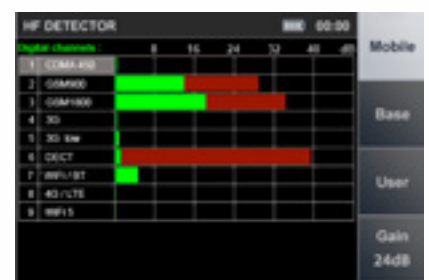 HF DETECTOR 00:00
Digital channels : 8 16 24 32 40 dB
1 CDMA 450
2 GSM900
3 GSM1800
4 3G
5 3G low
6 DECT
7 WiFi / BT
8 4G / LTE
9 WiFi 5
Mobile
Base
User
Gain
24dB